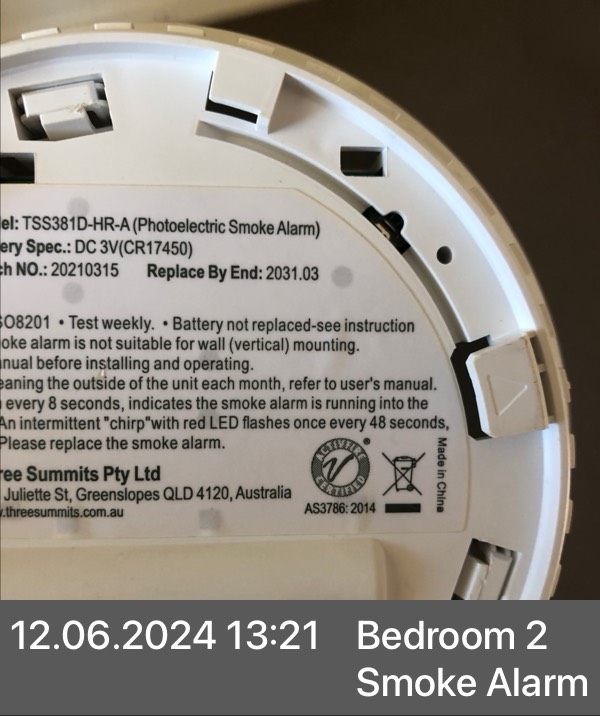 el: TSS381D-HR-A (Photoelectric Smoke Alarm)
ery Spec.: DC 3V(CR17450)
ch NO.: 20210315 Replace By End: 2031.03
SO8201 • Test weekly. • Battery not replaced-see instruction
oke alarm is not suitable for wall (vertical) mounting.
nual before installing and operating.
eaning the outside of the unit each month, refer to user's manual.
every 8 seconds, indicates the smoke alarm is running into the
An intermittent "chirp"with red LED flashes once every 48 seconds,
Please replace the smoke alarm.
ree Summits Pty Ltd
Juliette St, Greenslopes QLD 4120, Australia
.threesummits.com.au
AS3786: 2014
Made in China
12.06.2024 13:21 Bedroom 2
Smoke Alarm